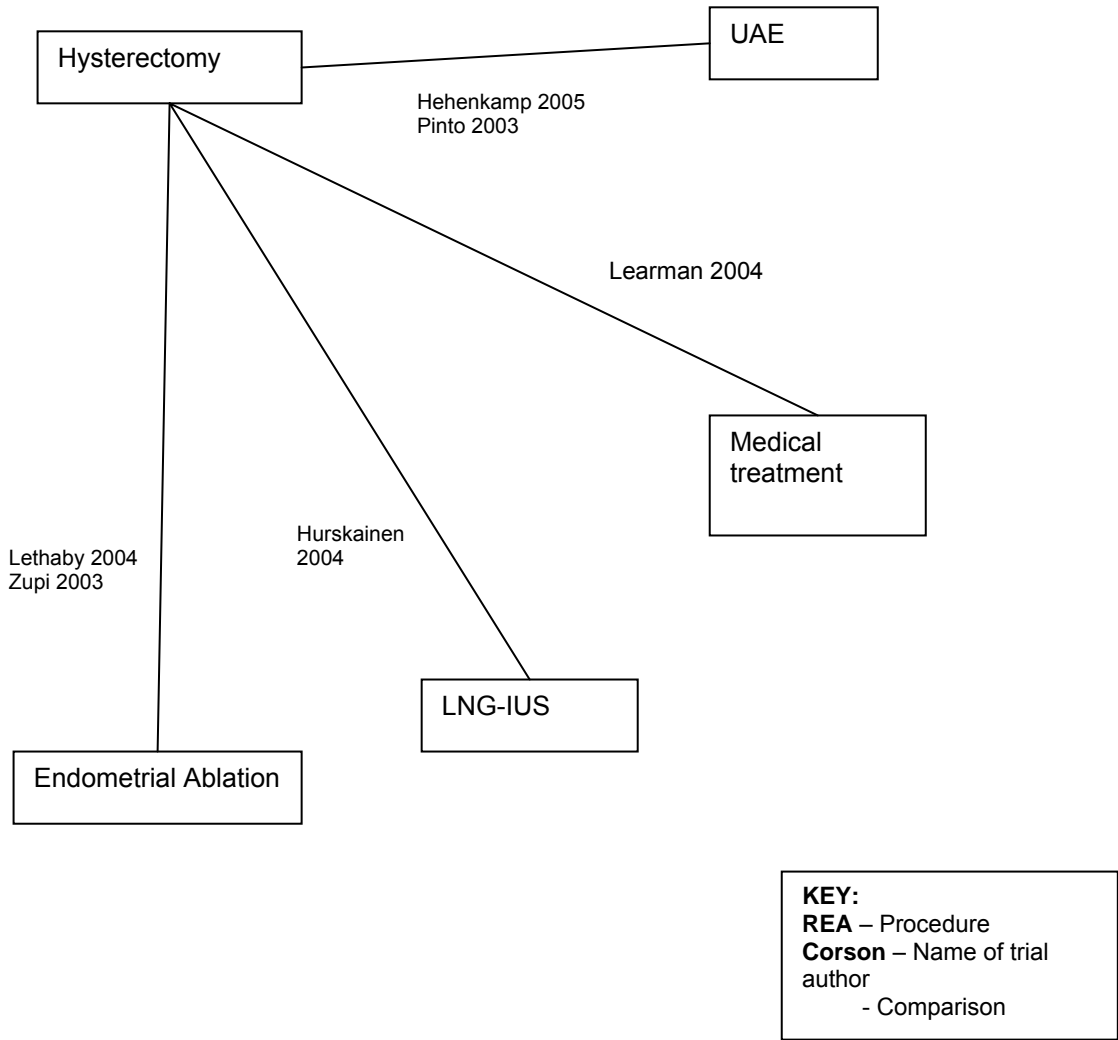 Hysterectomy
UAE
Hehenkamp 2005
Pinto 2003
Learman 2004
Medical
treatment
Hurskainen
2004
Lethaby 2004
Zupi 2003
LNG-IUS
Endometrial Ablation
KEY:
REA – Procedure
Corson – Name of trial
author
- Comparison